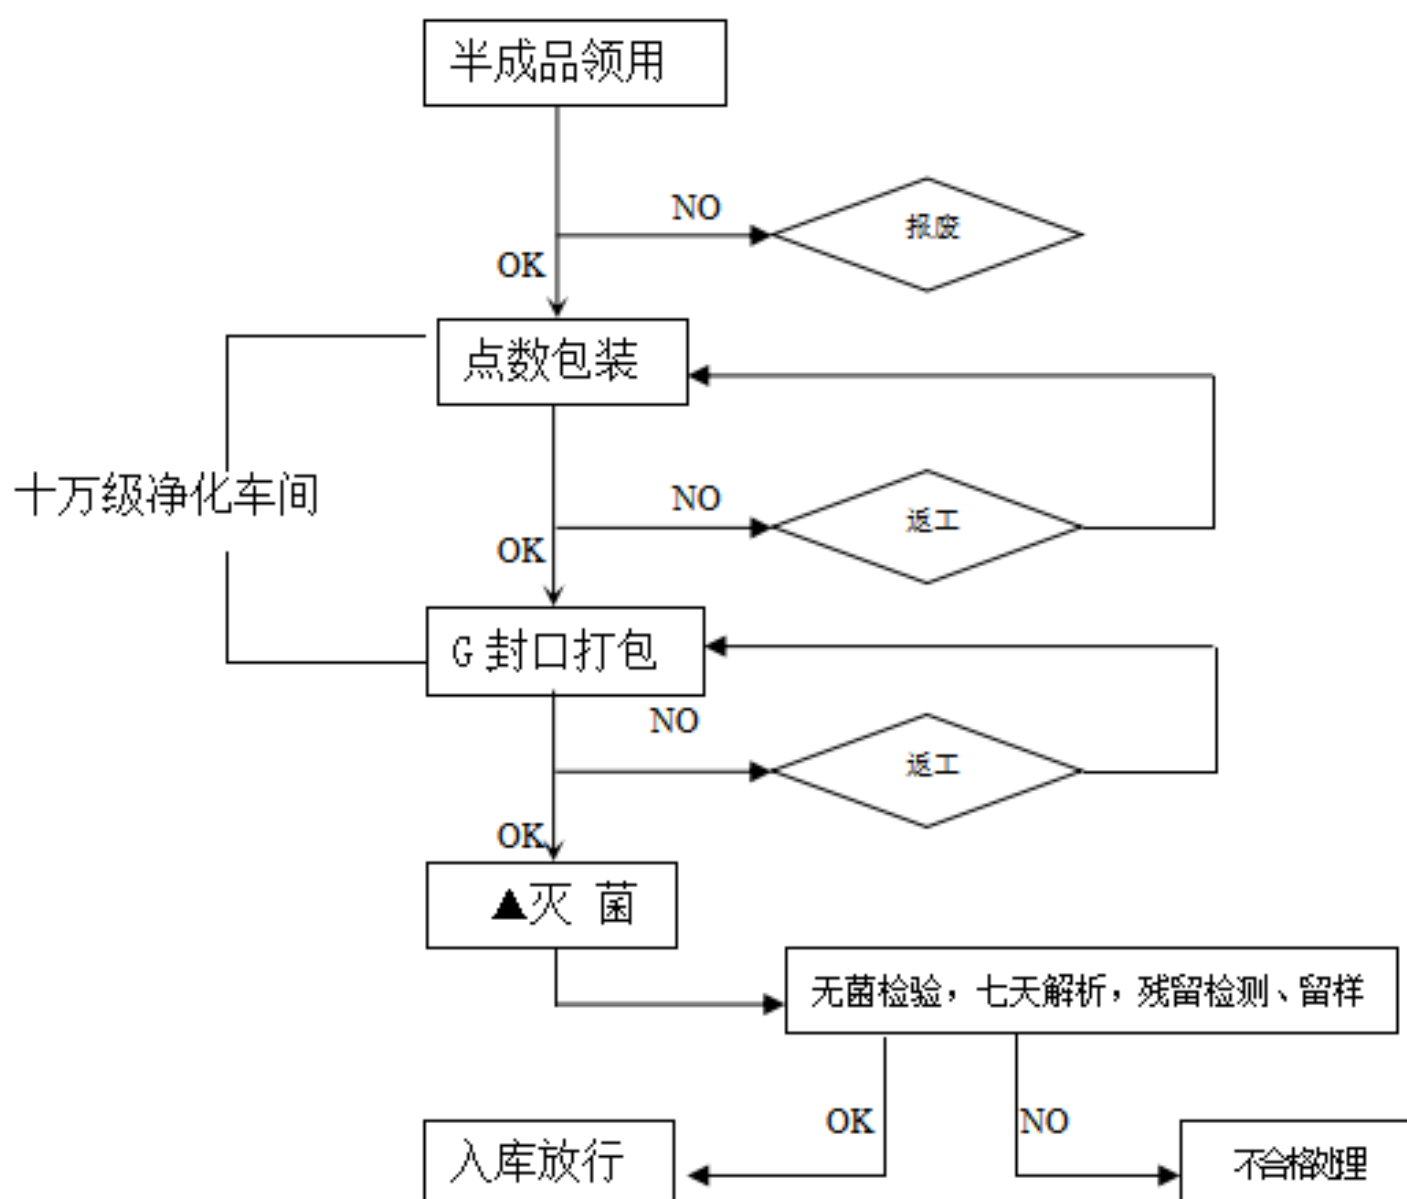 半成品领用
NO
报废
OK
点数包装
十万级净化车间
NO
返工
OK
G 封口打包
NO
返工
OK
▲灭 菌
无菌检验，七天解析，残留检测、留样
OK
NO
入库放行
不合格处理